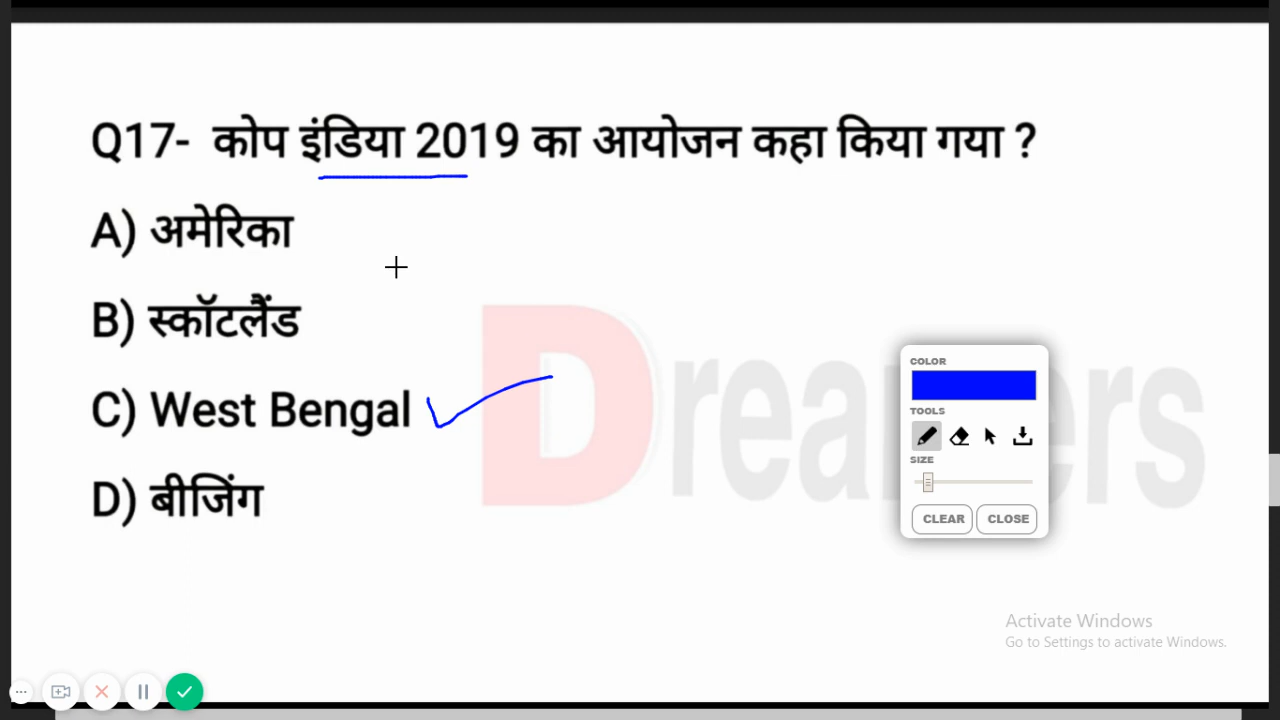 Q17- कोप इंडिया 2019 का आयोजन कहा किया गया ?
A) अमेरिका
B) स्कॉटलैंड
C) West Bengal
D) बीजिंग
Dreamers
COLOR
TOOLS
SIZE
CLEAR CLOSE
Activate Windows
Go to Settings to activate Windows.